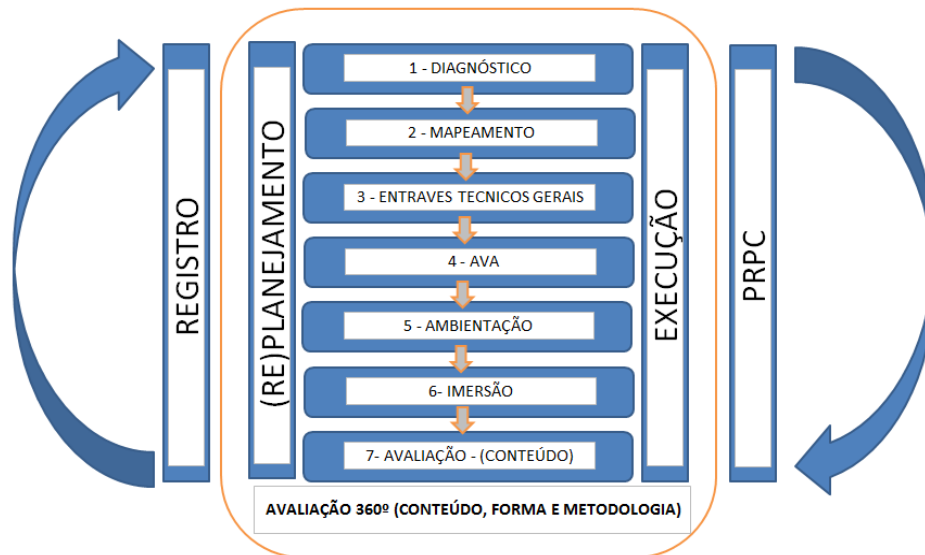 REGISTRO
(RE)PLANEJAMENTO
1 - DIAGNÓSTICO
2 - MAPEAMENTO
3 - ENTRAVES TECNICOS GERAIS
4 - AVA
5 - AMBIENTAÇÃO
6- IMERSÃO
7- AVALIAÇÃO - (CONTEÚDO)
EXECUÇÃO
PRPC
AVALIAÇÃO 360º (CONTEÚDO, FORMA E METODOLOGIA)